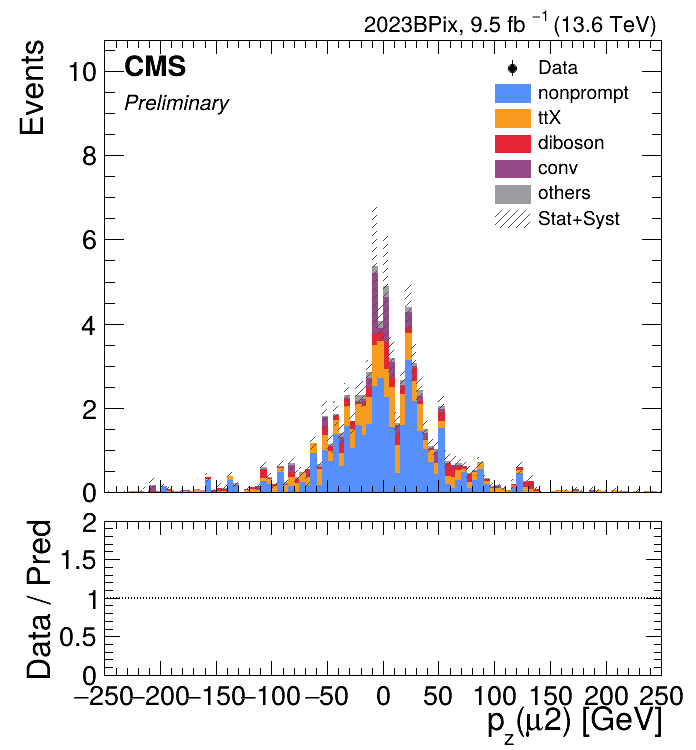 2023BPix, 9.5 fb⁻¹ (13.6 TeV)
CMS
Preliminary
Events
10
8
6
4
2
0
Data
nonprompt
ttX
diboson
conv
others
Stat+Syst
Data / Pred
2
1.5
1
0.5
0
−250 −200 −150 −100 −50 0 50 100 150 200 250
p_z(μ2) [GeV]